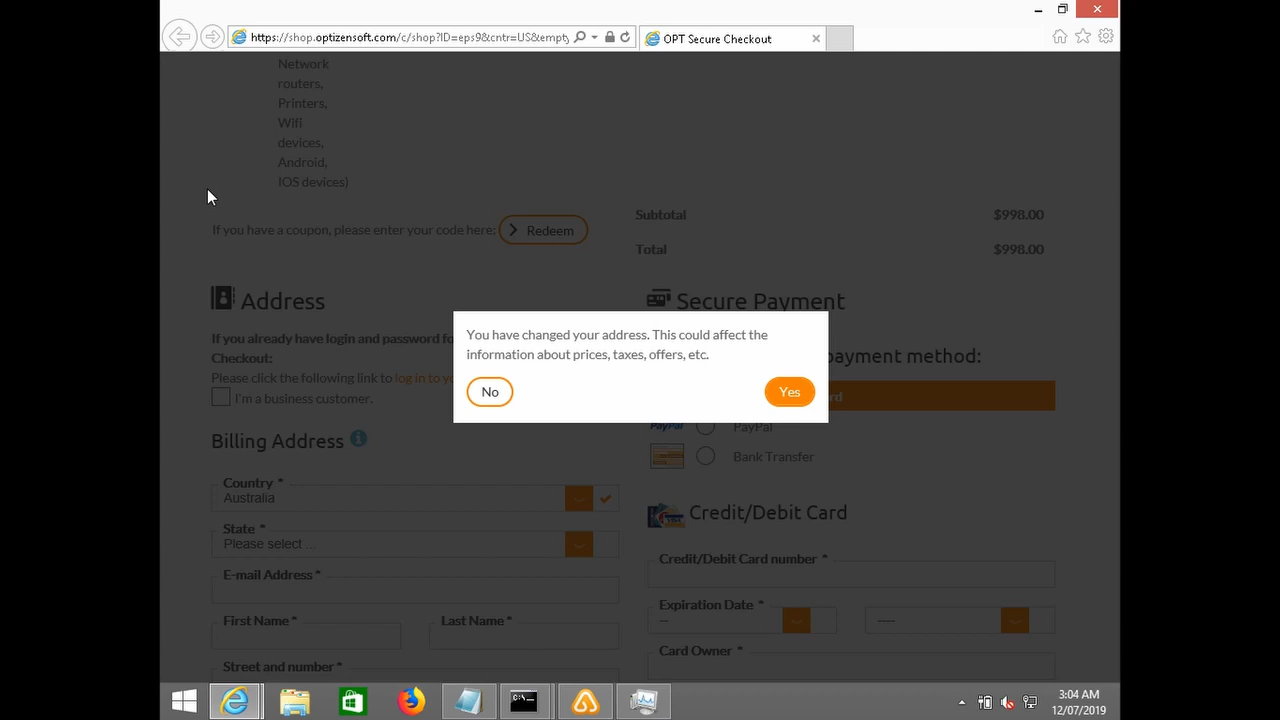 https://shop.optizensoft.com/c/shop?ID=eps9&cntr=US&empty
OPT Secure Checkout
Network
routers,
Printers,
Wifi
devices,
Android,
IOS devices)
If you have a coupon, please enter your code here:
Redeem
Subtotal $998.00
Total $998.00
Address
If you already have login and password fo
Checkout:
Please click the following link to log in to yo
I'm a business customer.
Billing Address
Country *
Australia
State *
Please select ...
E-mail Address *
First Name *
Last Name *
Street and number *
Secure Payment
payment method:
rd
PayPal
PayPal
Bank Transfer
Credit/Debit Card
Credit/Debit Card number *
Expiration Date *
--
----
Card Owner *
You have changed your address. This could affect the
information about prices, taxes, offers, etc.
No
Yes
3:04 AM
12/07/2019